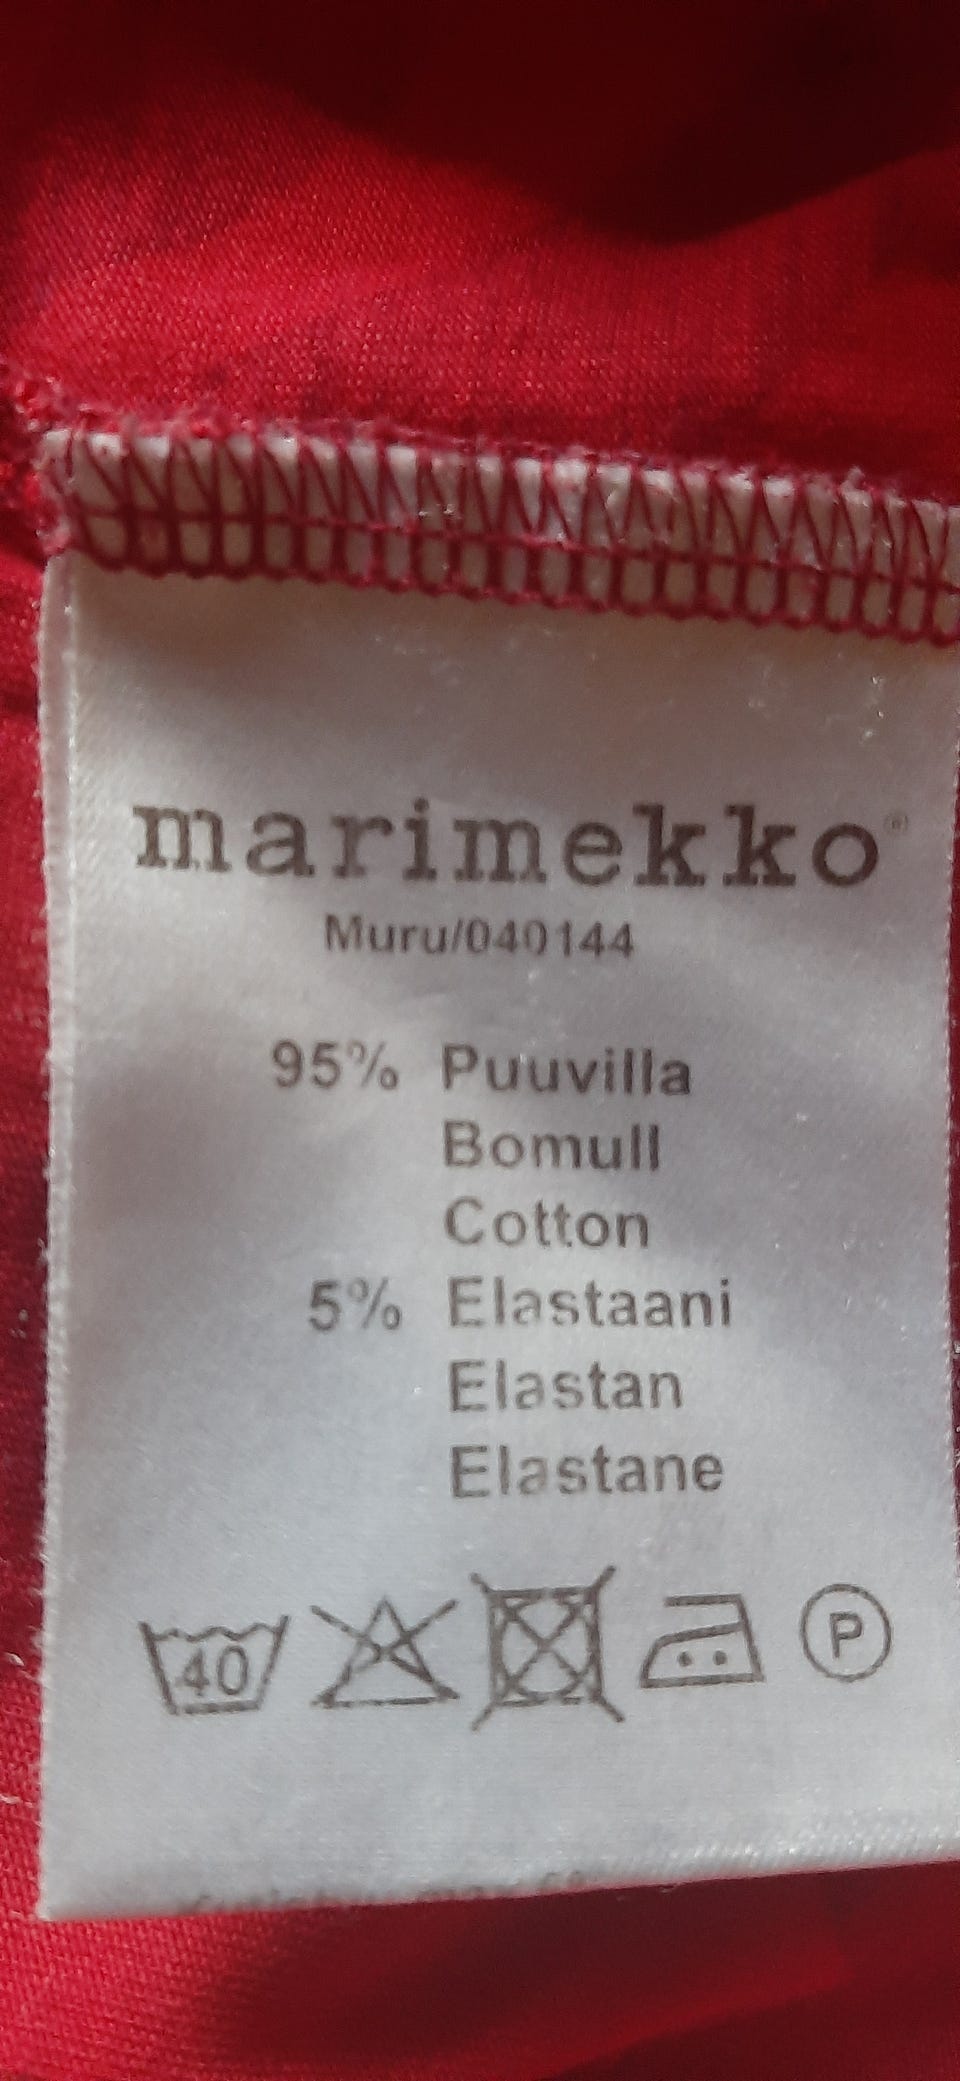 marimekko®
Muru/040144
95% Puuvilla
Bomull
Cotton
5% Elastaani
Elastan
Elastane
40 P